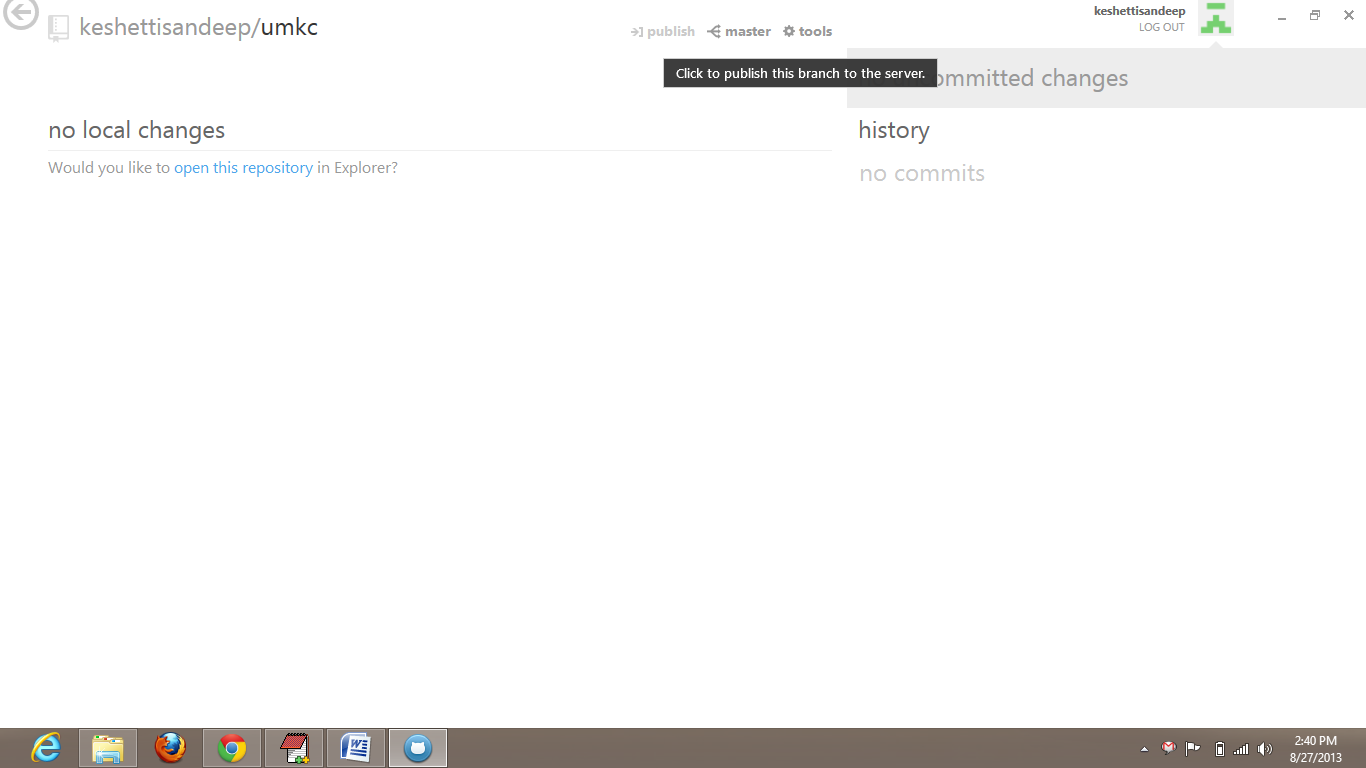 keshettisandeep/umkc
publish master tools
keshettisandeep
LOG OUT
Click to publish this branch to the server.
ommitted changes
no local changes
Would you like to open this repository in Explorer?
history
no commits
2:40 PM
8/27/2013